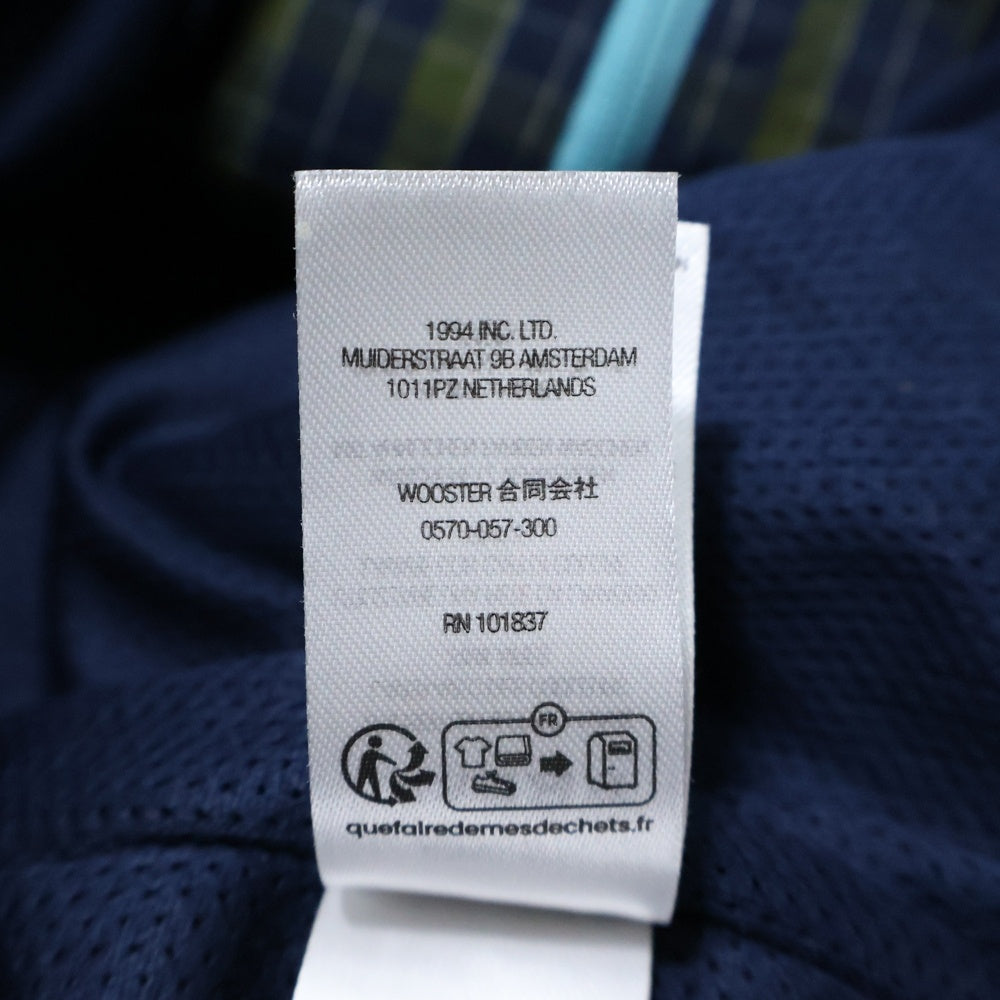 1994 INC. LTD.
MUIDERSTRAAT 9B AMSTERDAM
1011PZ NETHERLANDS
WOOSTER 合同会社
0570-057-300
RN 101837
FR
quefairedemesdechets.fr